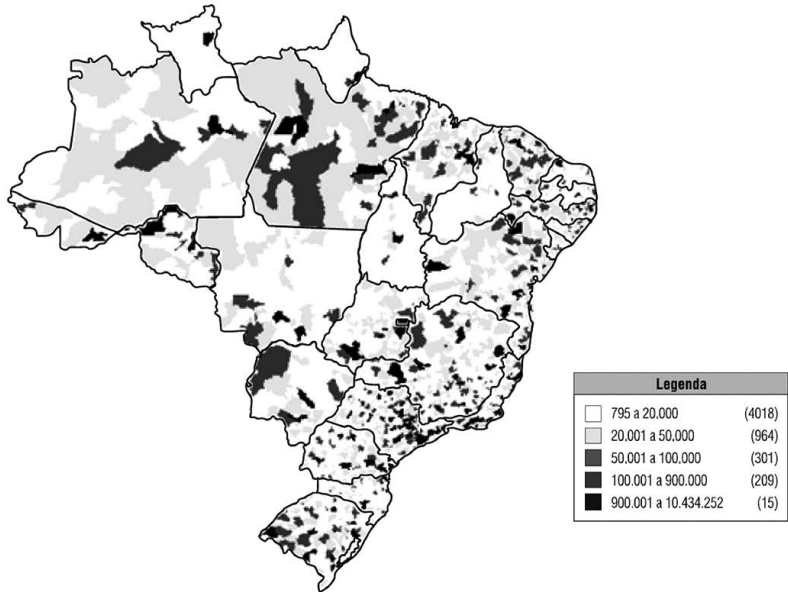 Legenda
795 a 20.000 (4018)
20.001 a 50.000 (964)
50.001 a 100.000 (301)
100.001 a 900.000 (209)
900.001 a 10.434.252 (15)